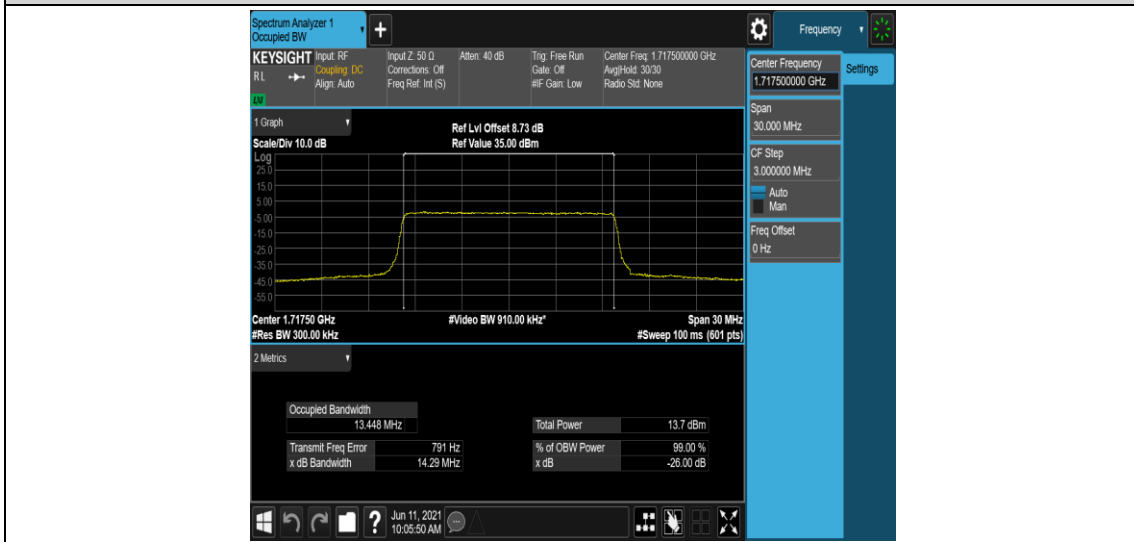 Spectrum Analyzer 1
Occupied BW
+
Frequency
KEYSIGHT
RL
LXI
Input: RF
Coupling: DC
Align: Auto
Input Z: 50 Ω
Corrections: Off
Freq Ref: Int (S)
Atten: 40 dB
Trig: Free Run
Gate: Off
#IF Gain: Low
Center Freq: 1.717500000 GHz
Avg|Hold: 30/30
Radio Std: None
Center Frequency
1.717500000 GHz
Settings
Span
30.000 MHz
CF Step
3.000000 MHz
Auto
Man
Freq Offset
0 Hz
1 Graph
Scale/Div 10.0 dB
Ref Lvl Offset 8.73 dB
Ref Value 35.00 dBm
Log
25.0
15.0
5.00
-5.00
-15.0
-25.0
-35.0
-45.0
-55.0
Center 1.71750 GHz
#Video BW 910.00 kHz*
Span 30 MHz
#Res BW 300.00 kHz
#Sweep 100 ms (601 pts)
2 Metrics
Occupied Bandwidth
13.448 MHz
Total Power 13.7 dBm
Transmit Freq Error 791 Hz
% of OBW Power 99.00 %
x dB Bandwidth 14.29 MHz
x dB -26.00 dB
?
Jun 11, 2021
10:05:50 AM